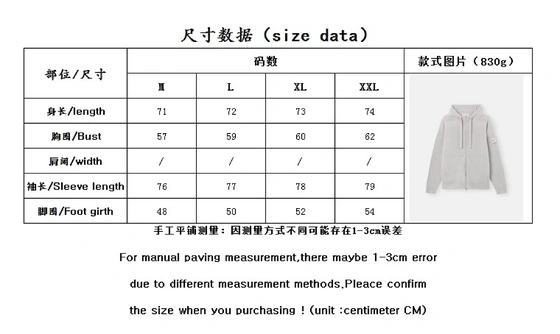 尺寸数据（size data）
部位/尺寸 码数 款式图片（830g）
M L XL XXL
身长/length 71 72 73 74
胸围/Bust 57 59 60 62
肩阔/width / / / /
袖长/Sleeve length 76 77 78 79
脚围/Foot girth 48 50 52 54
手工平铺测量：因测量方式不同可能存在1-3cm误差
For manual paving measurement,there maybe 1-3cm error
due to different measurement methods.Pleace confirm
the size when you purchasing！(unit :centimeter CM)